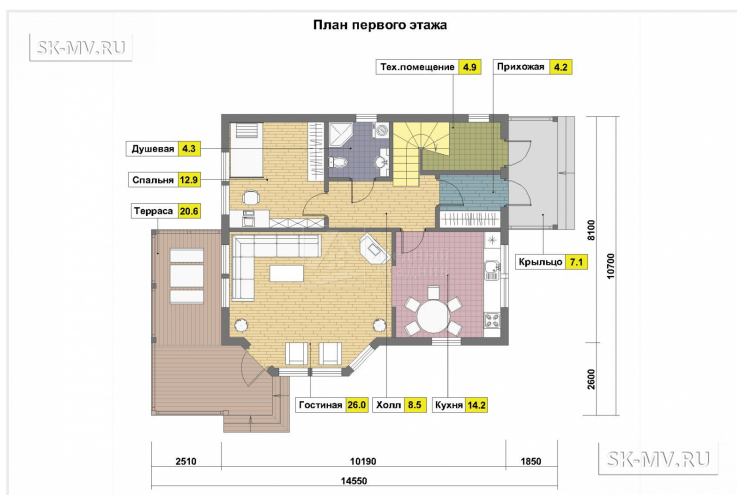 План первого этажа
SK-MV.RU
Тех.помещение 4.9 Прихожая 4.2
Душевая 4.3
Спальня 12.9
Терраса 20.6
Крыльцо 7.1
8100
10700
2600
Гостиная 26.0 Холл 8.5 Кухня 14.2
2510 10190 1850
14550
SK-MV.RU